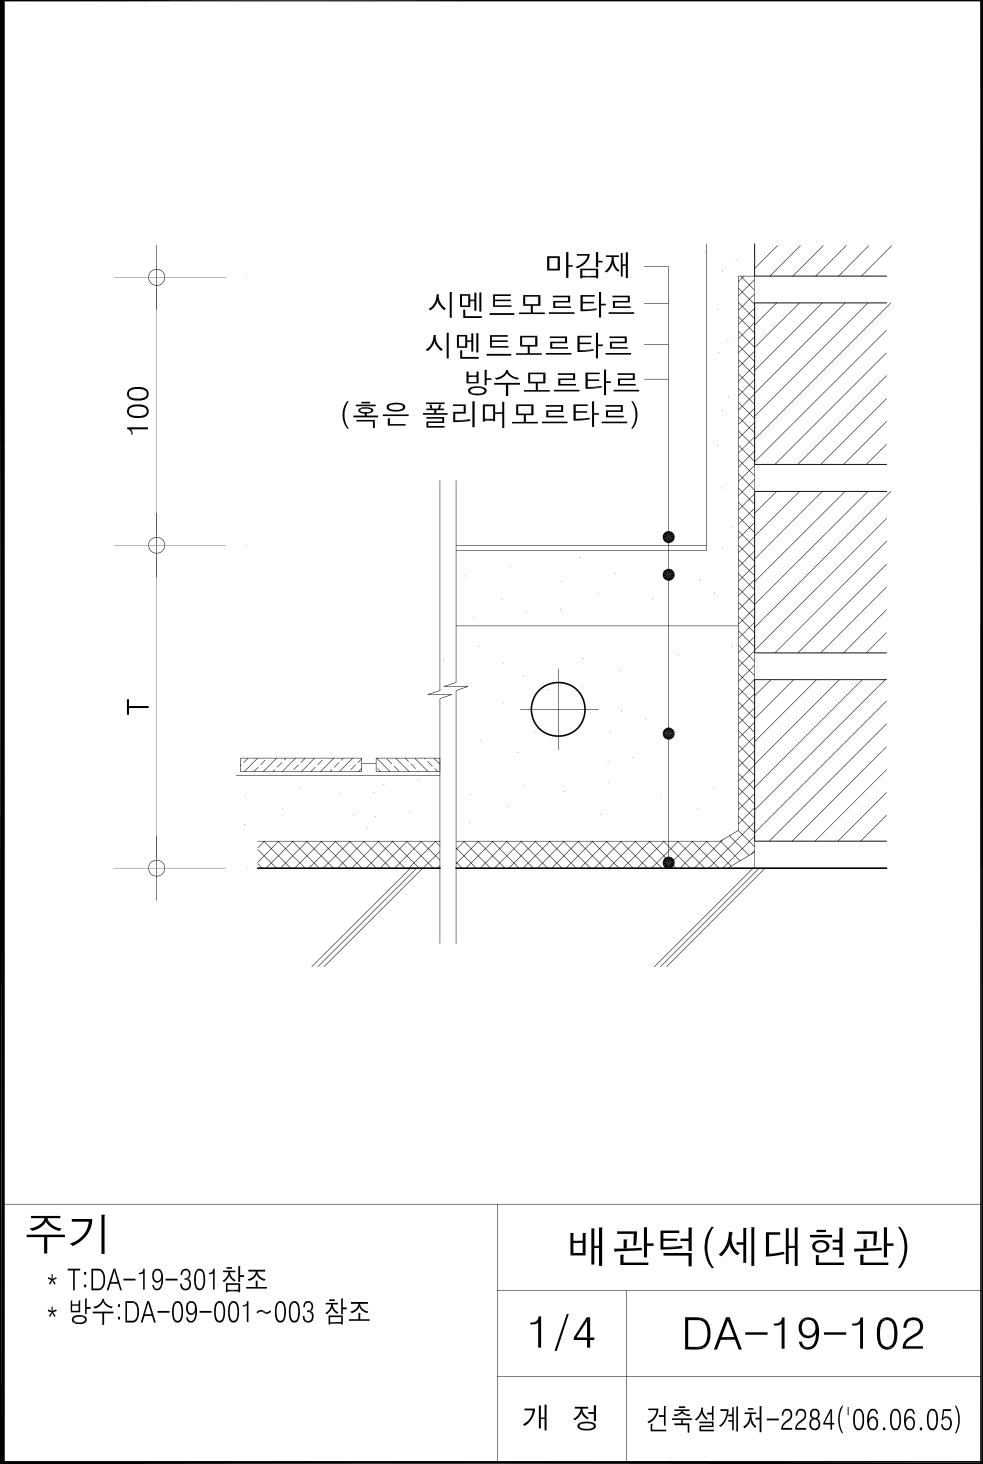 마감재
시멘트모르타르
시멘트모르타르
방수모르타르
(혹은 폴리머모르타르)
100
T
주기
* T:DA-19-301참조
* 방수:DA-09-001~003 참조
배관턱(세대현관)
1/4
DA-19-102
개 정
건축설계처-2284('06.06.05)